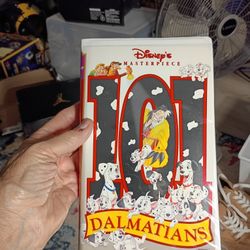 Disney's
MASTERPIECE
101
DALMATIANS